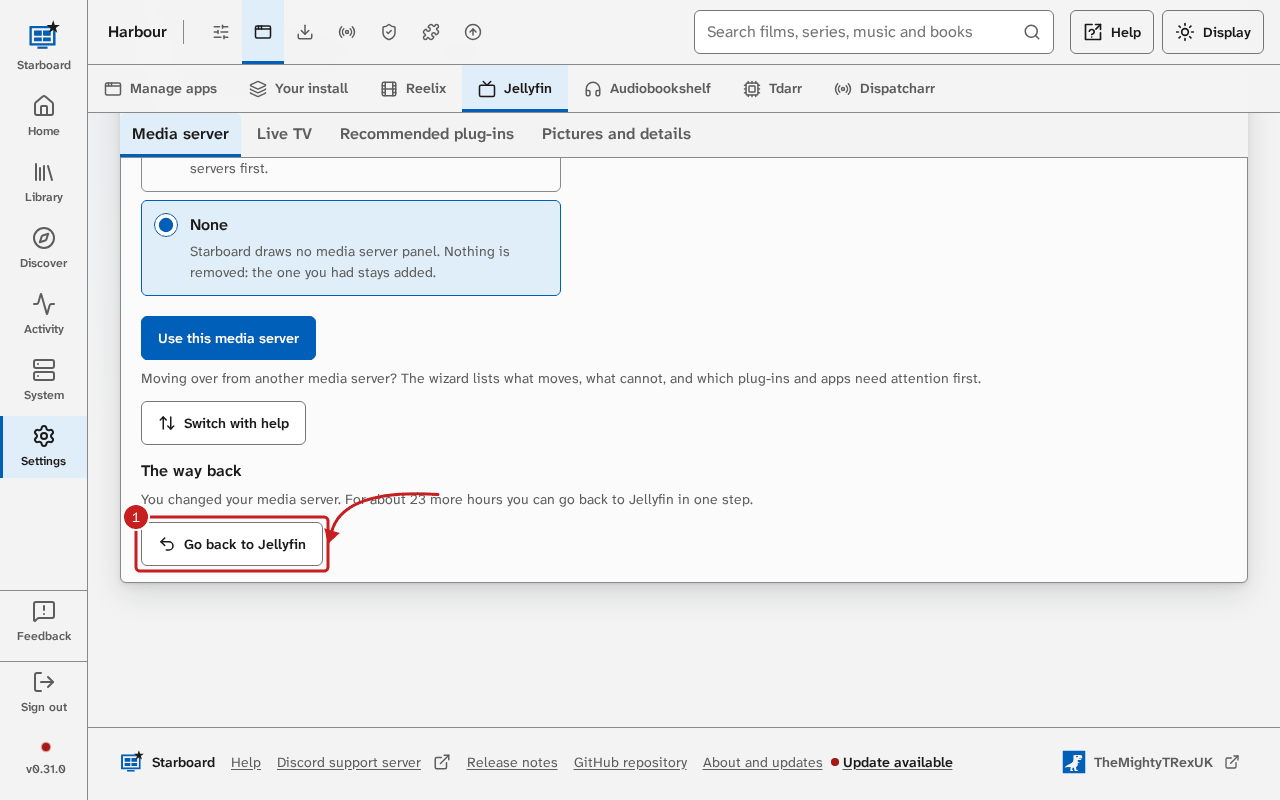 Starboard
Home
Library
Discover
Activity
System
Settings
Feedback
Sign out
v0.31.0
Harbour
Search films, series, music and books
Help
Display
Manage apps
Your install
Reelix
Jellyfin
Audiobookshelf
Tdarr
Dispatcharr
Media server
Live TV
Recommended plug-ins
Pictures and details
servers first.
None
Starboard draws no media server panel. Nothing is
removed: the one you had stays added.
Use this media server
Moving over from another media server? The wizard lists what moves, what cannot, and which plug-ins and apps need attention first.
Switch with help
The way back
You changed your media server. For about 23 more hours you can go back to Jellyfin in one step.
1
Go back to Jellyfin
Starboard
Help
Discord support server
Release notes
GitHub repository
About and updates
Update available
TheMightyTRexUK